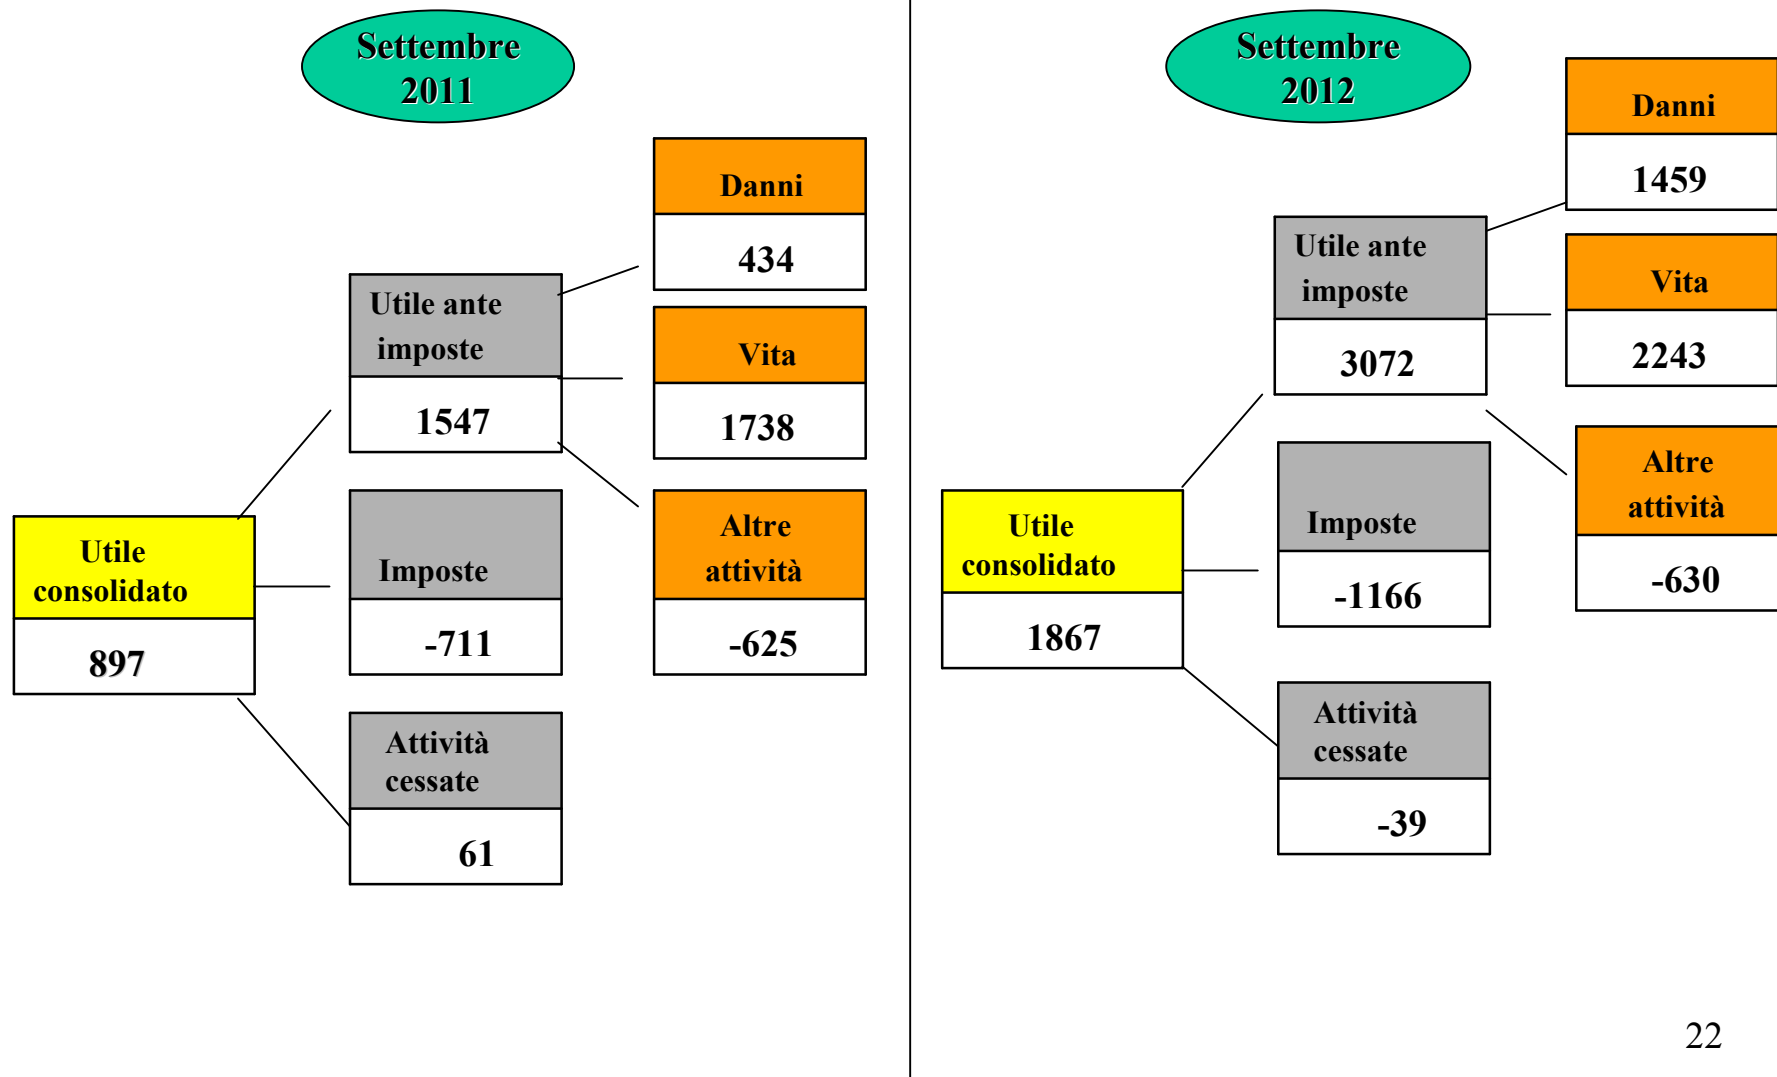 Settembre
2011
Danni
434
Utile ante
imposte
1547
Vita
1738
Utile
consolidato
897
Imposte
-711
Altre
attività
-625
Attività
cessate
61
Settembre
2012
Danni
1459
Utile ante
imposte
3072
Vita
2243
Utile
consolidato
1867
Imposte
-1166
Altre
attività
-630
Attività
cessate
-39
22